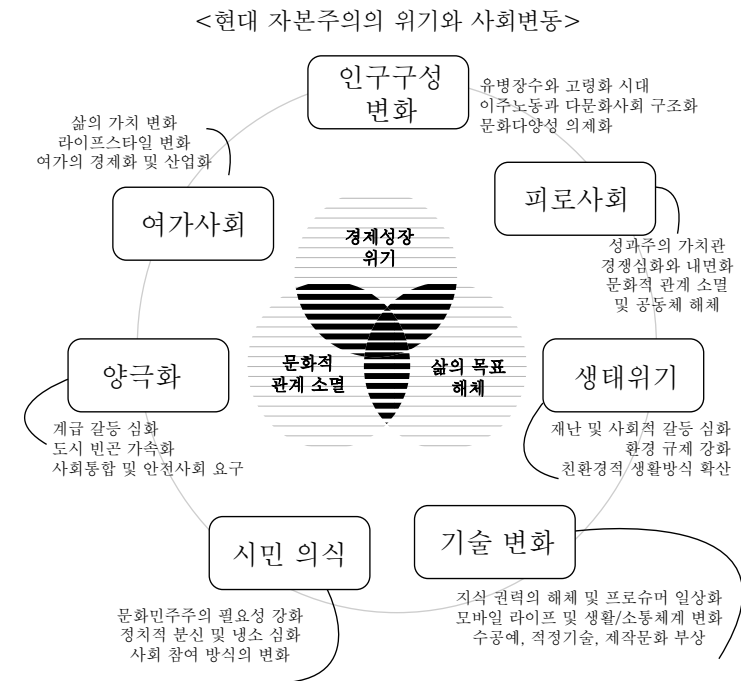 <현대 자본주의의 위기와 사회변동>
인구구성
변화
유병장수와 고령화 시대
이주노동과 다문화사회 구조화
문화다양성 의제화
삶의 가치 변화
라이프스타일 변화
여가의 경제화 및 산업화
여가사회
피로사회
성과주의 가치관
경쟁심화와 내면화
문화적 관계 소멸
및 공동체 해체
경제성장
위기
문화적
관계 소멸
삶의 목표
해체
양극화
계급 갈등 심화
도시 빈곤 가속화
사회통합 및 안전사회 요구
생태위기
재난 및 사회적 갈등 심화
환경 규제 강화
친환경적 생활방식 확산
시민 의식
문화민주주의 필요성 강화
정치적 분신 및 냉소 심화
사회 참여 방식의 변화
기술 변화
지식 권력의 해체 및 프로슈머 일상화
모바일 라이프 및 생활/소통체계 변화
수공예, 적정기술, 제작문화 부상